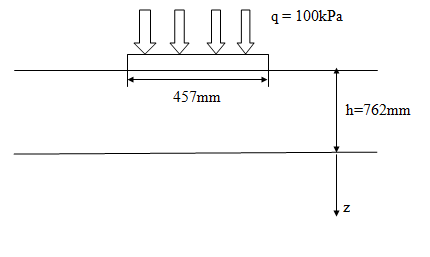 q = 100kPa
457mm
h=762mm
z